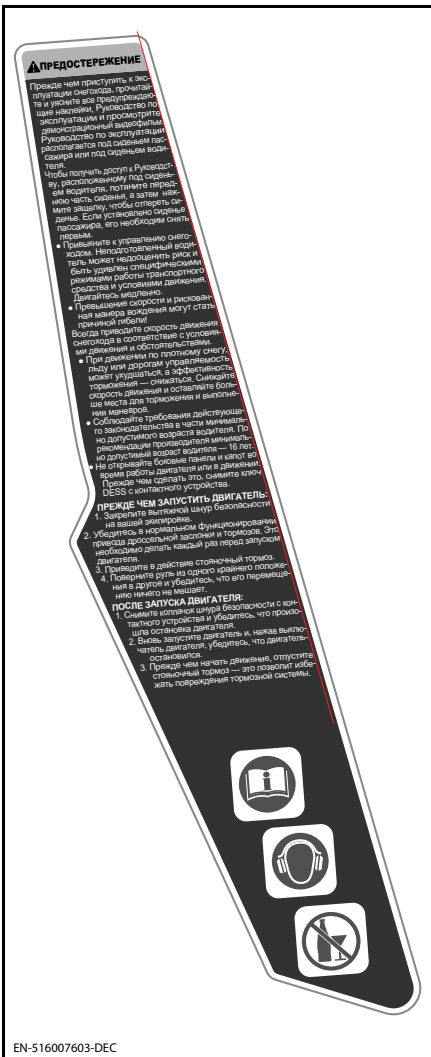 ПРЕДОСТЕРЕЖЕНИЕ
Прежде чем приступить к экс-
плуатации снегохода, прочитай-
те и уясните все предупреждаю-
щие наклейки, Руководство по
эксплуатации и просмотрите
демонстрационный видеофильм.
Руководство по эксплуатации
располагается под сиденьем пас-
сажира или под сиденьем води-
теля.
Чтобы получить доступ к Руководст-
ву, расположенному под сидень-
ем водителя, потяните перед-
нюю часть сиденья, а затем наж-
мите защелку, чтобы отпереть си-
денье. Если установлено сиденье
пассажира, его необходимо снять
первым.
● Привыкните к управлению снего-
ходом. Неподготовленный води-
тель может недооценить риск и
быть удивлен специфическими
режимами работы транспортного
средства и условиями движения.
Двигайтесь медленно.
● Превышение скорости и рискован-
ная манера вождения могут стать
причиной гибели!
Всегда приводите скорость движения
снегохода в соответствие с условия-
ми движения и обстоятельствами.
● При движении по плотному снегу,
льду или дорогам управляемость
может ухудшаться, а эффективность
торможения — снижаться. Снижайте
скорость движения и оставляйте боль-
ше места для торможения и выполне-
ния маневров.
● Соблюдайте требования действующе-
го законодательства в части минималь-
но допустимого возраста водителя. По
рекомендации производителя минималь-
но допустимый возраст водителя — 16 лет.
● Не открывайте боковые панели и капот во
время работы двигателя или в движении.
Прежде чем сделать это, снимите ключ
DESS с контактного устройства.
ПРЕЖДЕ ЧЕМ ЗАПУСТИТЬ ДВИГАТЕЛЬ:
1. Закрепите вытяжной шнур безопасности
на вашей экипировке.
2. Убедитесь в нормальном функционировании
привода дроссельной заслонки и тормозов. Это
необходимо делать каждый раз перед запуском
двигателя.
3. Приведите в действие стояночный тормоз.
4. Поверните руль из одного крайнего положе-
ния в другое и убедитесь, что его перемеще-
нию ничего не мешает.
ПОСЛЕ ЗАПУСКА ДВИГАТЕЛЯ:
1. Снимите колпачок шнура безопасности с кон-
тактного устройства и убедитесь, что произо-
шла остановка двигателя.
2. Вновь запустите двигатель и, нажав выклю-
чатель двигателя, убедитесь, что двигатель
остановился.
3. Прежде чем начать движение, отпустите
стояночный тормоз — это позволит избе-
жать повреждения тормозной системы.
EN-516007603-DEC